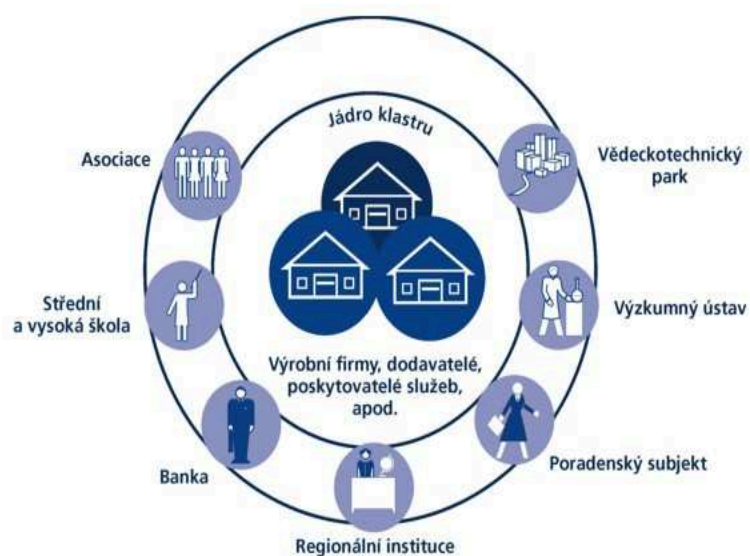 Jádro klastru
Asociace
Vědeckotechnický
park
Střední
a vysoká škola
Výzkumný ústav
Výrobní firmy, dodavatelé,
poskytovatelé služeb,
apod.
Banka
Poradenský subjekt
Regionální instituce